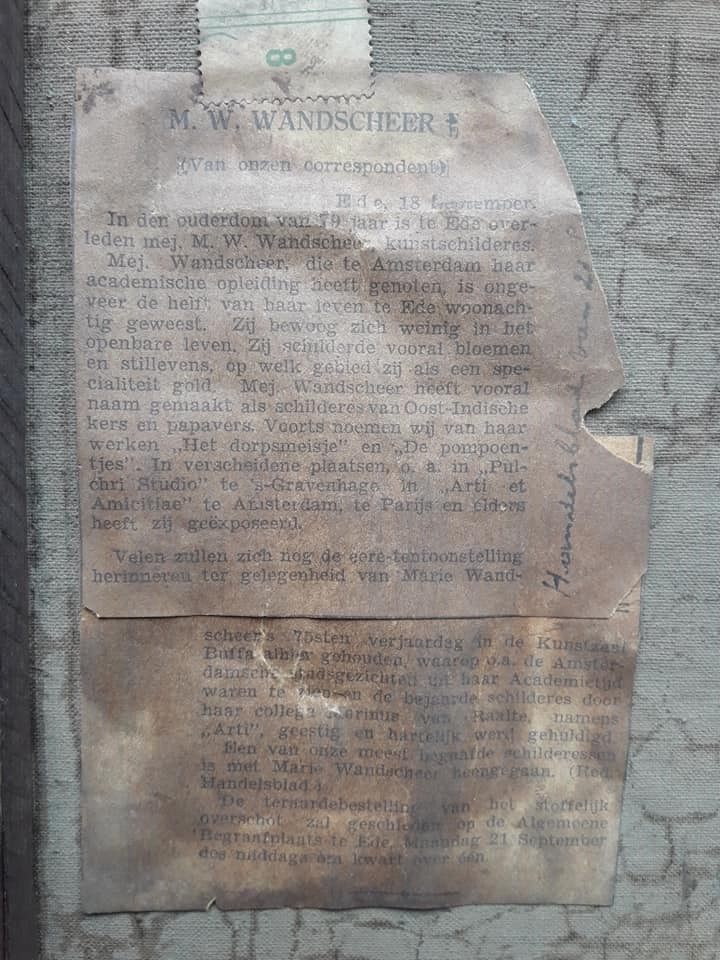 8
M. W. WANDSCHEER †
(Van onzen correspondent)
Ede, 18
In den ouderdom van 79 jaar is te Ede over-
leden mej. M. W. Wandscheer, kunstschilderes.
Mej. Wandscheer, die te Amsterdam haar
academische opleiding heeft genoten, is onge-
veer de helft van haar leven te Ede woonach-
tig geweest. Zij bewoog zich weinig in het
openbare leven. Zij schilderde vooral bloemen
en stillevens, op welk gebied zij als een spe-
cialiteit gold. Mej. Wandscheer heeft vooral
naam gemaakt als schilderes van Oost-Indische
kers en papavers. Voorts noemen wij van haar
werken „Het dorpsmeisje” en „De pompoen-
tjes”. In verscheidene plaatsen, o. a. in „Pul-
chri Studio” te 's-Gravenhage in „Arti et
Amicitiae” te Amsterdam, te Parijs en elders
heeft zij geëxposeerd.
Velen zullen zich nog de eere-tentoonstelling
herinneren ter gelegenheid van Marie Wand-
scheer's 75sten verjaardag in de Kunstzaal
Buffa alhier gehouden, waarop o.a. de Amster-
damsche stadsgezichten uit haar Academietijd
waren te zien en de bejaarde schilderes door
haar collega Marinus van Raalte, namens
„Arti”, geestig en hartelijk werd gehuldigd.
Een van onze meest begaafde schilderessen
is met Marie Wandscheer heengegaan. (Red.
Handelsblad.)
De teraardebestelling van het stoffelijk
overschot zal geschieden op de Algemeene
Begraafplaats te Ede, Maandag 21 September
des middags om kwart over één.
Handelsblad van